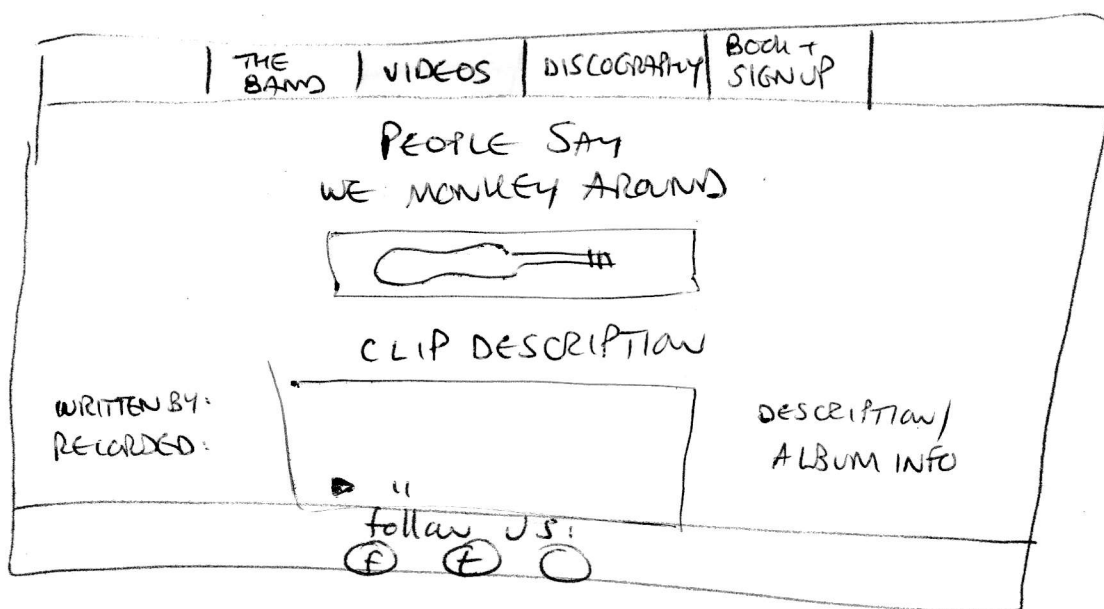 THE
BAND
VIDEOS
DISCOGRAPHY
BOOK +
SIGNUP
PEOPLE SAY
WE MONKEY AROUND
CLIP DESCRIPTION
WRITTEN BY:
RECORDED:
DESCRIPTION/
ALBUM INFO
follow US:
f t